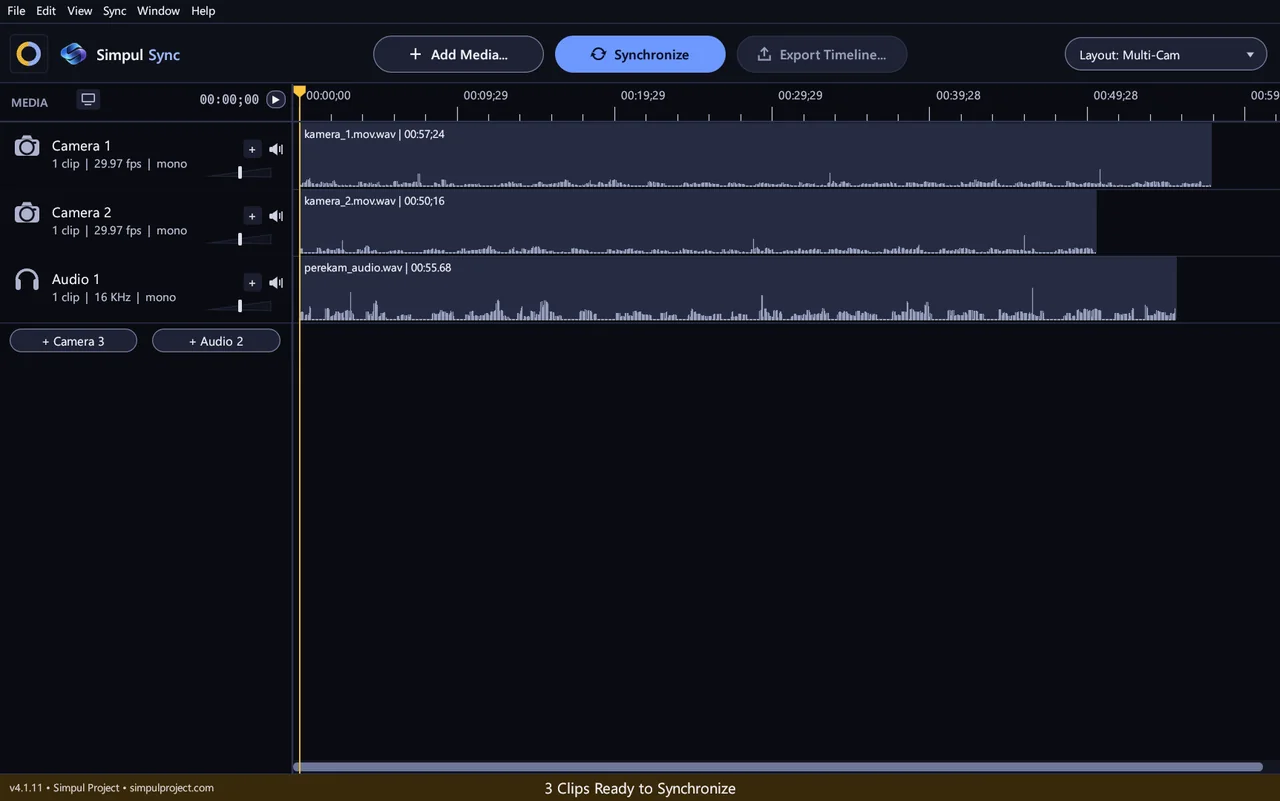 File Edit View Sync Window Help
Simpul Sync
+ Add Media...
Synchronize
Export Timeline...
Layout: Multi-Cam
MEDIA
00:00;00
00:00;00 00:09;29 00:19;29 00:29;29 00:39;28 00:49;28 00:59
Camera 1
1 clip | 29.97 fps | mono
+
kamera_1.mov.wav | 00:57;24
Camera 2
1 clip | 29.97 fps | mono
+
kamera_2.mov.wav | 00:50;16
Audio 1
1 clip | 16 KHz | mono
+
perekam_audio.wav | 00:55.68
+ Camera 3
+ Audio 2
v4.1.11 • Simpul Project • simpulproject.com
3 Clips Ready to Synchronize